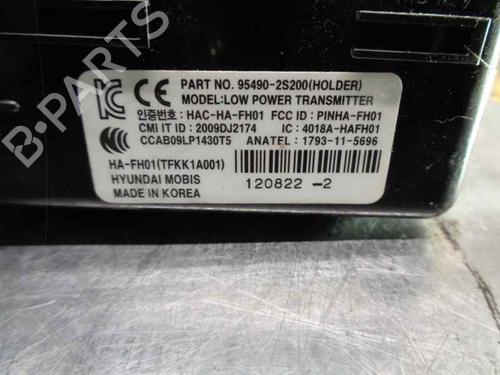 PART NO. 95490-2S200(HOLDER)
MODEL:LOW POWER TRANSMITTER
인증번호: HAC-HA-FH01 FCC ID : PINHA-FH01
CMI IT ID : 2009DJ2174 IC : 4018A-HAFH01
CCAB09LP1430T5 ANATEL : 1793-11-5696
HA-FH01(TFKK1A001)
HYUNDAI MOBIS
MADE IN KOREA
120822 -2
B-PARTS